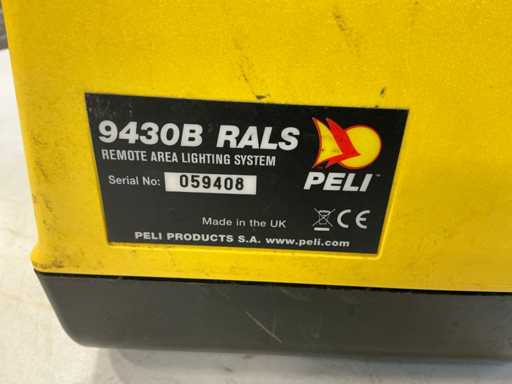 9430B RALS
REMOTE AREA LIGHTING SYSTEM
Serial No: 059408
PELI™
Made in the UK
CE
PELI PRODUCTS S.A. www.peli.com